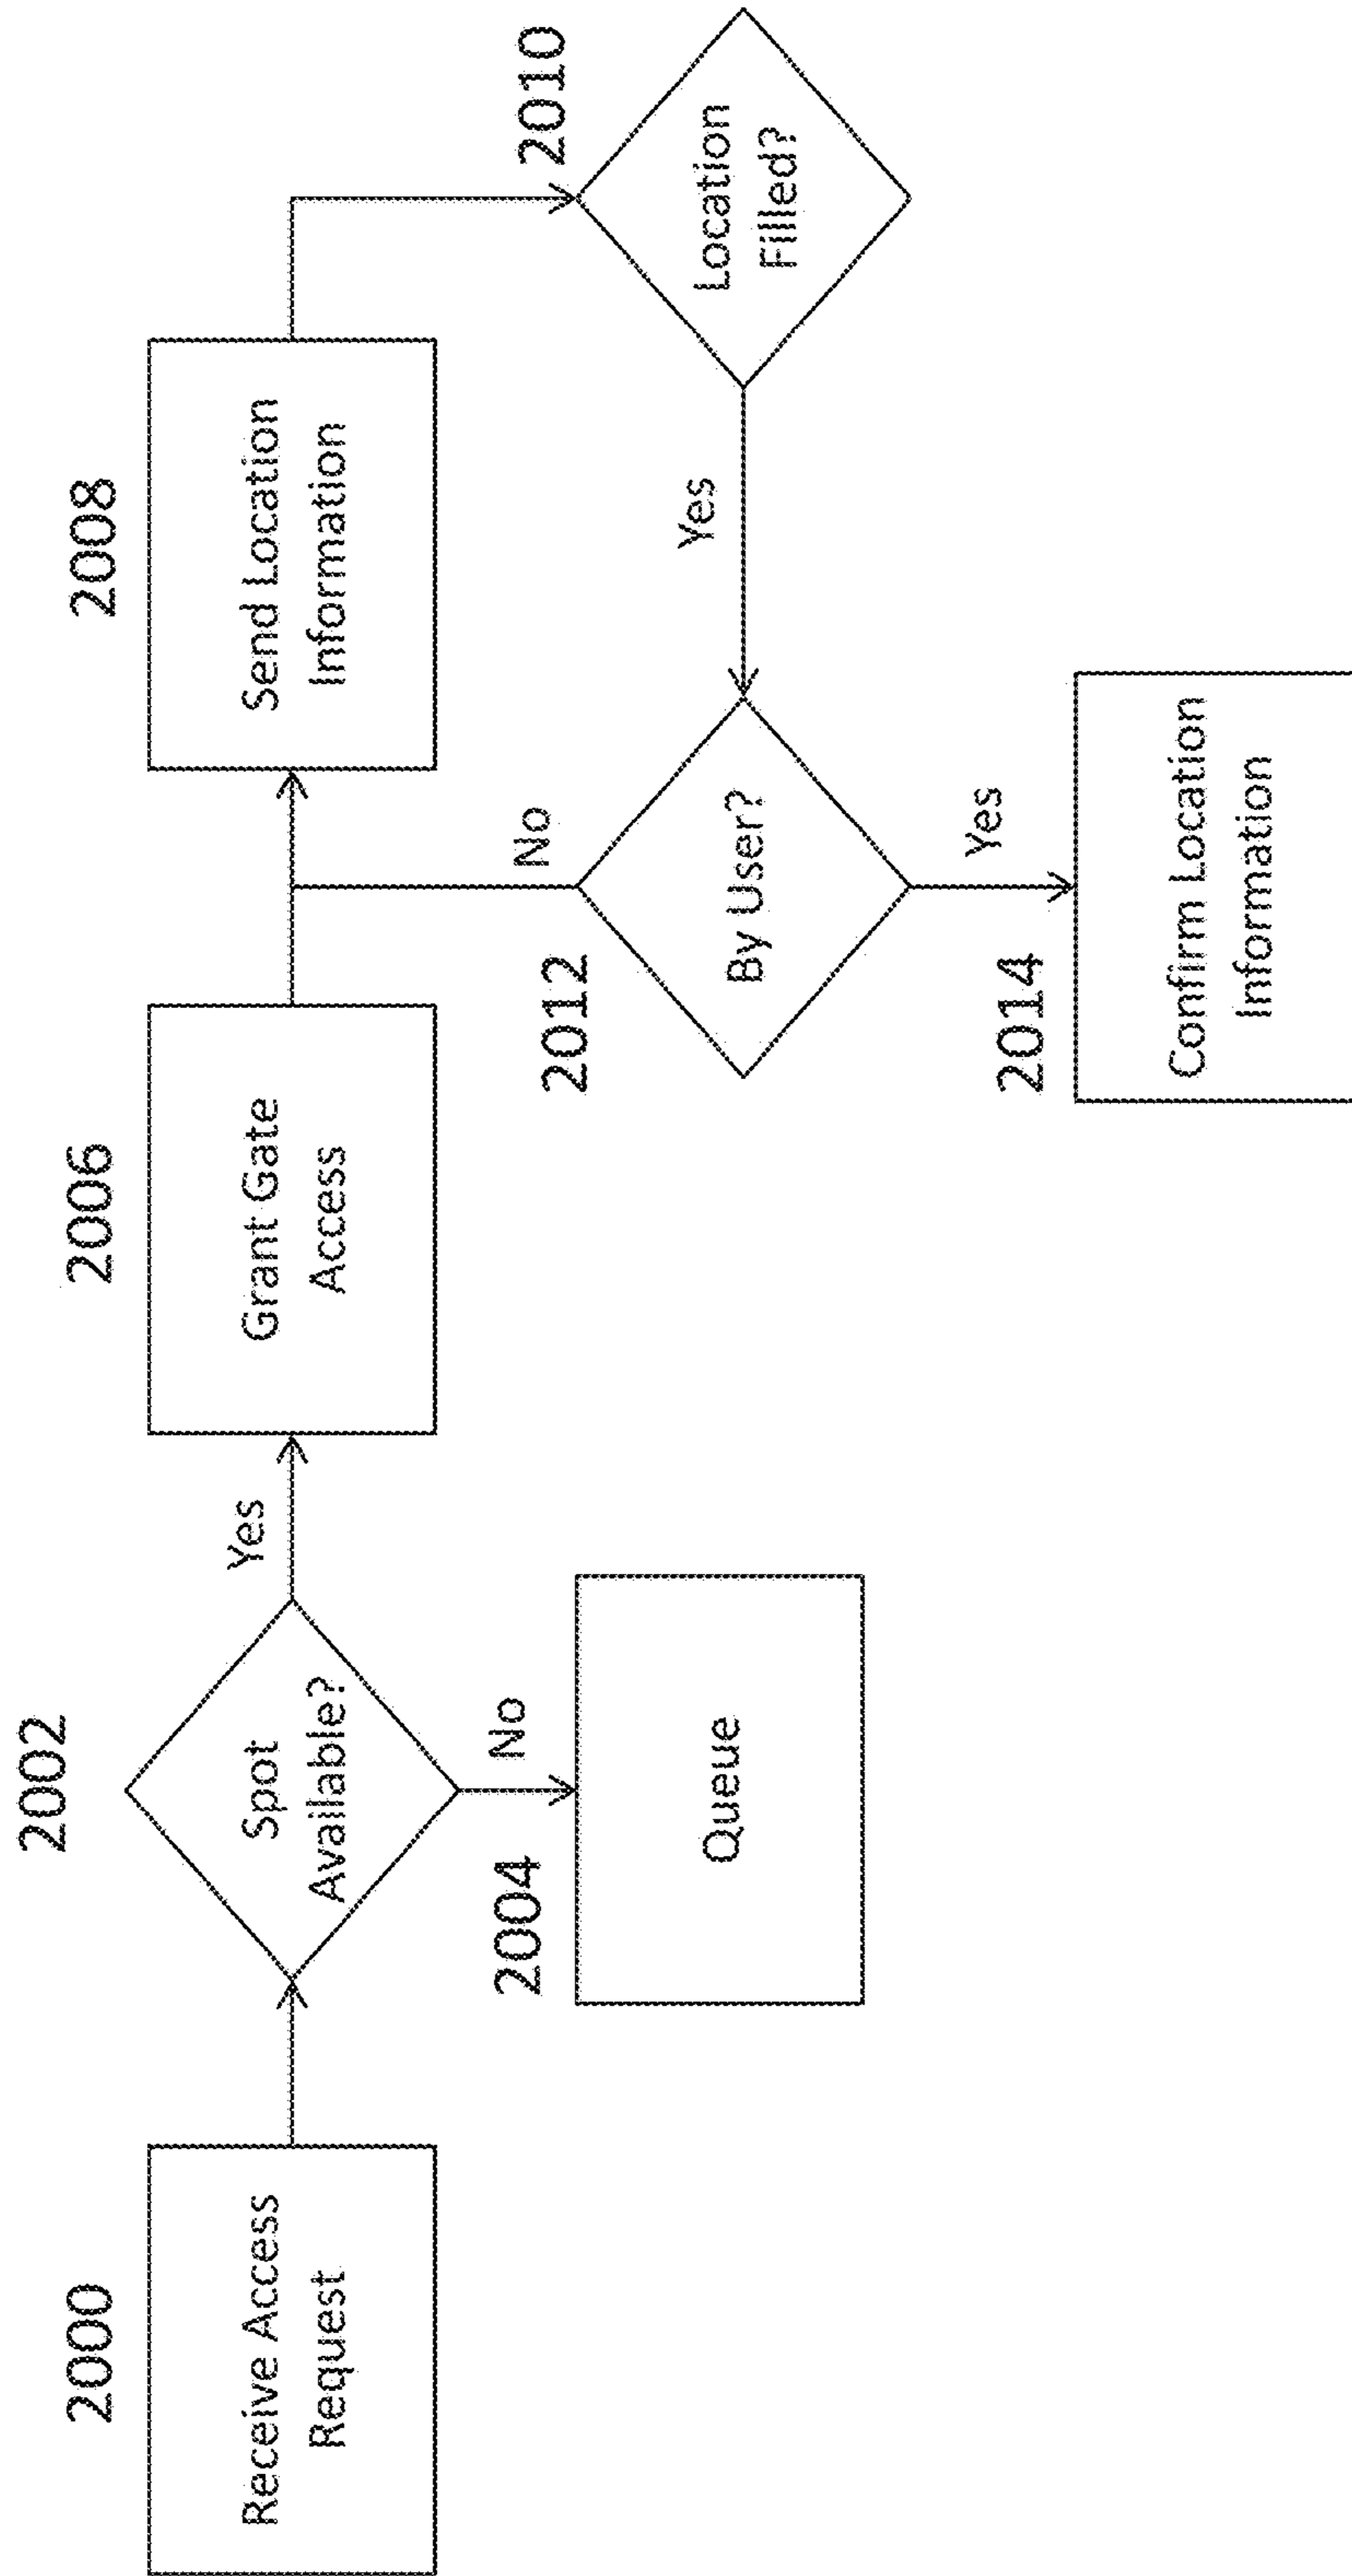 2000
Receive Access
Request
2002
Spot
Available?
Yes
No
2004
Queue
2006
Grant Gate
Access
2008
Send Location
Information
2010
Location
Filled?
Yes
2012
By User?
No
Yes
2014
Confirm Location
Information